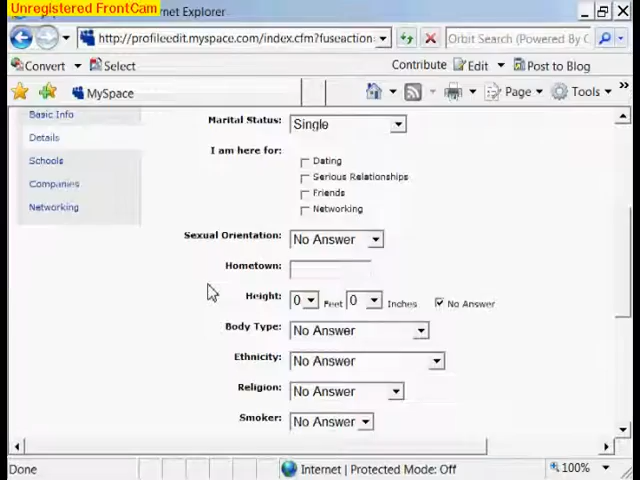 Unregistered FrontCam
rnet Explorer
http://profileedit.myspace.com/index.cfm?fuseaction
Orbit Search (Powered By G
Convert
Select
Contribute
Edit
Post to Blog
MySpace
Page
Tools
»
Basic Info
Details
Schools
Companies
Networking
Marital Status:
Single
I am here for:
Dating
Serious Relationships
Friends
Networking
Sexual Orientation:
No Answer
Hometown:
Height:
0
Feet
0
Inches
No Answer
Body Type:
No Answer
Ethnicity:
No Answer
Religion:
No Answer
Smoker:
No Answer
Done
Internet | Protected Mode: Off
100%